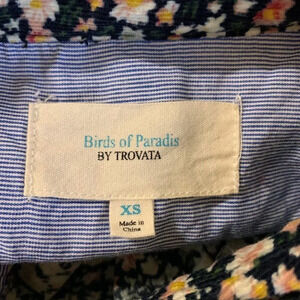 Birds of Paradis
BY TROVATA
XS
Made in
China